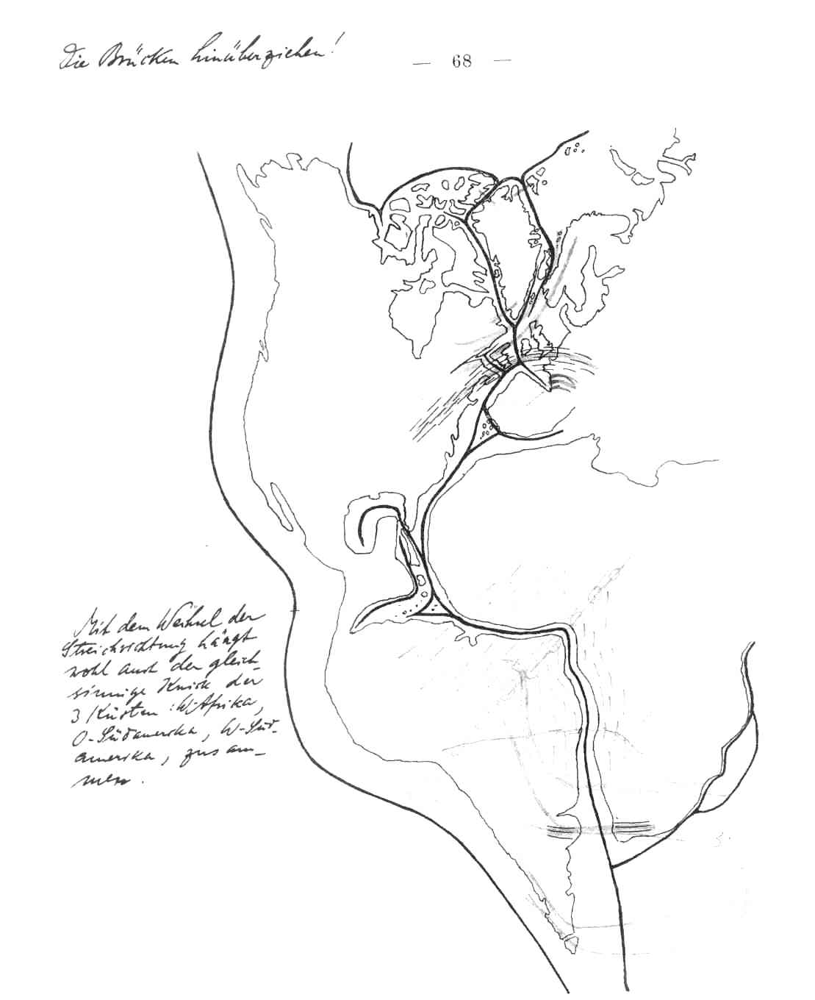 Die Brücken hinüberziehen!
— 68 —
Mit dem Wechsel der
Streichrichtung hängt
wohl auch der gleich-
sinnige Knick der
3 Küsten: W-Afrika,
O-Südamerika, W-Süd-
amerika, zusam-
men.